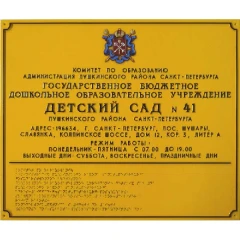 КОМИТЕТ ПО ОБРАЗОВАНИЮ
АДМИНИСТРАЦИЯ ПУШКИНСКОГО РАЙОНА САНКТ-ПЕТЕРБУРГА
ГОСУДАРСТВЕННОЕ БЮДЖЕТНОЕ
ДОШКОЛЬНОЕ ОБРАЗОВАТЕЛЬНОЕ УЧРЕЖДЕНИЕ
ДЕТСКИЙ САД N 41
ПУШКИНСКОГО РАЙОНА САНКТ-ПЕТЕРБУРГА
АДРЕС: 196634, Г. САНКТ-ПЕТЕРБУРГ, ПОС. ШУШАРЫ,
СЛАВЯНКА, КОЛПИНСКОЕ ШОССЕ, ДОМ 12, КОР. 5, ЛИТЕР А.
РЕЖИМ РАБОТЫ:
ПОНЕДЕЛЬНИК-ПЯТНИЦА С 07.00 ДО 19.00
ВЫХОДНЫЕ ДНИ-СУББОТА, ВОСКРЕСЕНЬЕ, ПРАЗДНИЧНЫЕ ДНИ